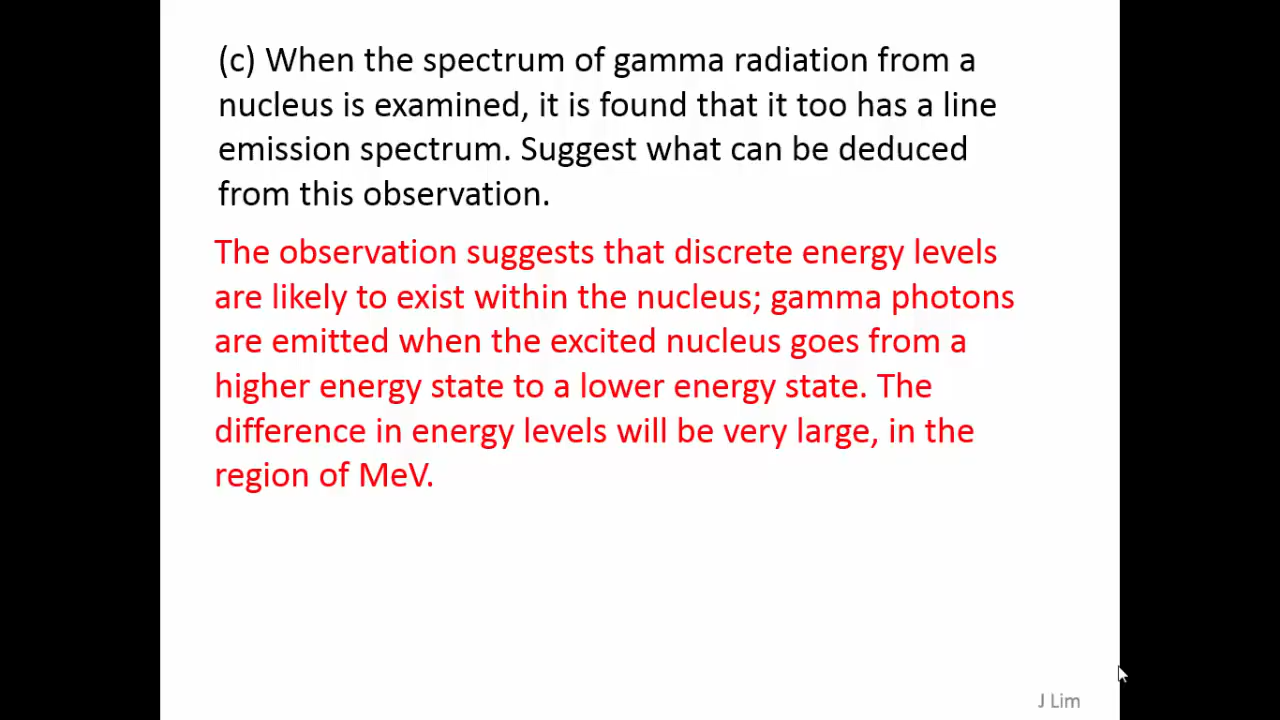 (c) When the spectrum of gamma radiation from a
nucleus is examined, it is found that it too has a line
emission spectrum. Suggest what can be deduced
from this observation.
The observation suggests that discrete energy levels
are likely to exist within the nucleus; gamma photons
are emitted when the excited nucleus goes from a
higher energy state to a lower energy state. The
difference in energy levels will be very large, in the
region of MeV.
J Lim